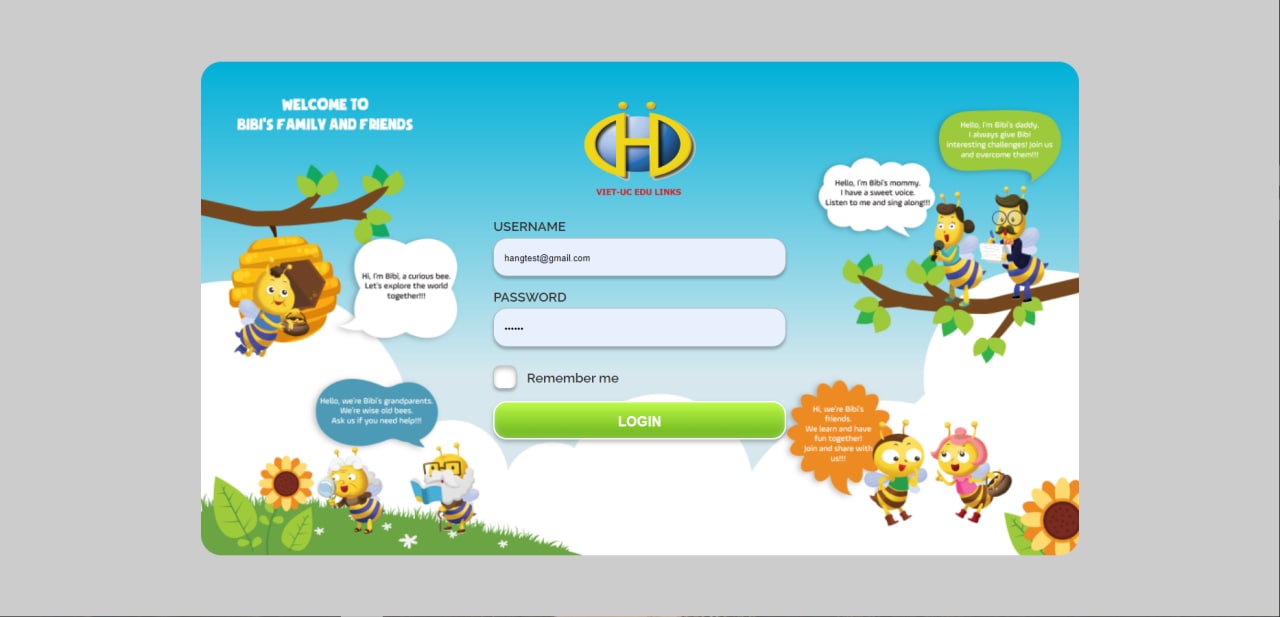 WELCOME TO
BIBI'S FAMILY AND FRIENDS
VIET-UC EDU LINKS
Hello, I'm Bibi's daddy.
I always give Bibi
interesting challenges! Join us
and overcome them!!!
Hello, I'm Bibi's mommy.
I have a sweet voice.
Listen to me and sing along!!!
USERNAME
hangtest@gmail.com
Hi, I'm Bibi, a curious bee.
Let's explore the world
together!!!
PASSWORD
••••••
Remember me
LOGIN
Hello, we're Bibi's grandparents.
We're wise old bees.
Ask us if you need help!!!
Hi, we're Bibi's
friends.
We learn and have
fun together!
Join and share with
us!!!